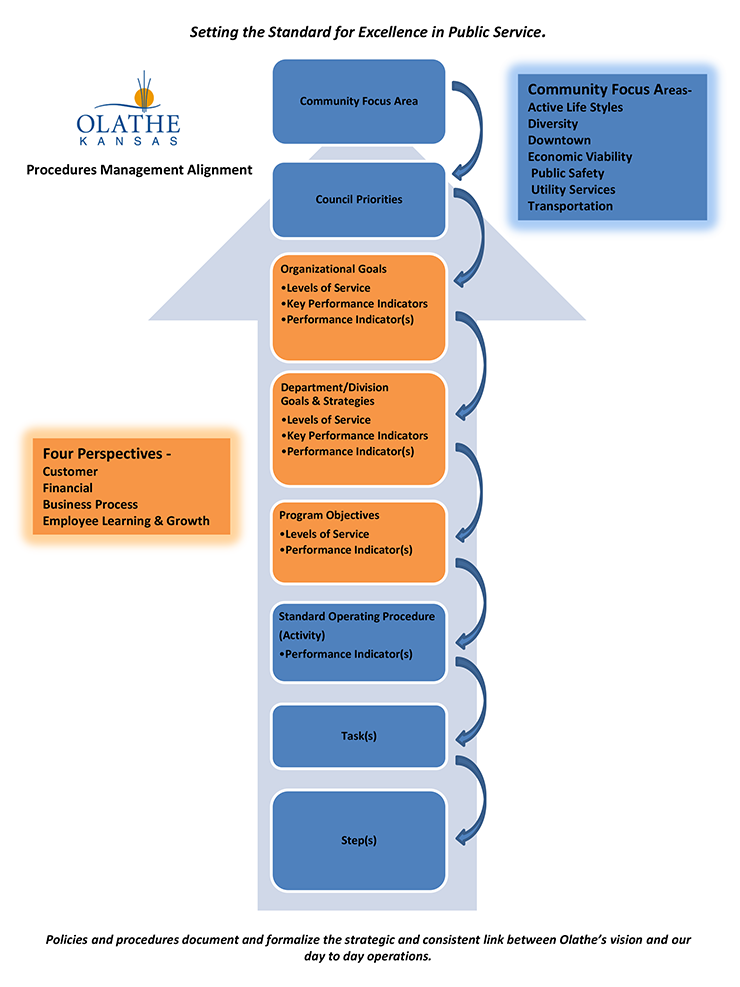 Setting the Standard for Excellence in Public Service.
OLATHE
KANSAS
Procedures Management Alignment
Community Focus Area
Community Focus Areas-
Active Life Styles
Diversity
Downtown
Economic Viability
Public Safety
Utility Services
Transportation
Council Priorities
Organizational Goals
•Levels of Service
•Key Performance Indicators
•Performance Indicator(s)
Department/Division
Goals & Strategies
•Levels of Service
•Key Performance Indicators
•Performance Indicator(s)
Four Perspectives -
Customer
Financial
Business Process
Employee Learning & Growth
Program Objectives
•Levels of Service
•Performance Indicator(s)
Standard Operating Procedure
(Activity)
•Performance Indicator(s)
Task(s)
Step(s)
Policies and procedures document and formalize the strategic and consistent link between Olathe’s vision and our
day to day operations.